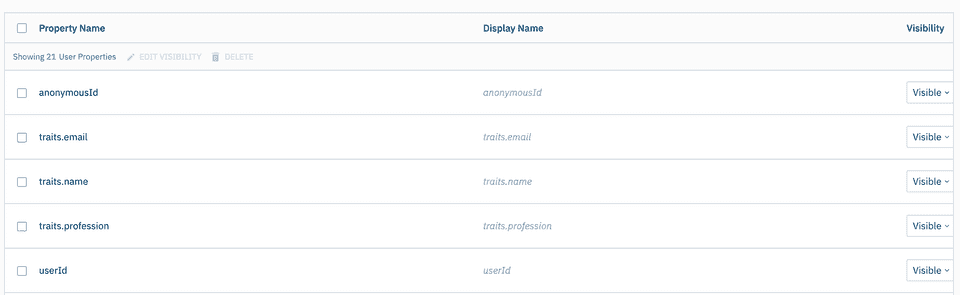 Property Name Display Name Visibility
Showing 21 User Properties EDIT VISIBILITY DELETE
anonymousId anonymousId Visible
traits.email traits.email Visible
traits.name traits.name Visible
traits.profession traits.profession Visible
userId userId Visible